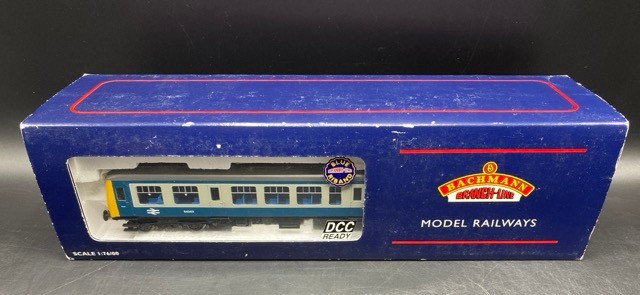 BLUE
RIBAND
DCC
READY
SCALE 1:76/00
BACHMANN
BRANCH-LINE
MODEL RAILWAYS